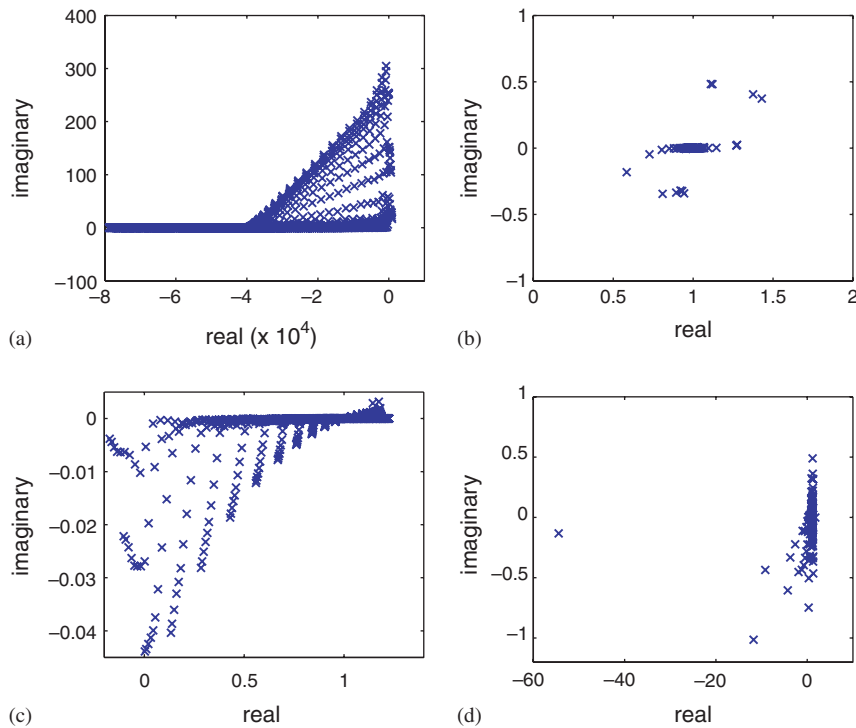 400
300
200
100
0
−100
−8 −6 −4 −2 0
imaginary
real (x 10^4)
(a)
1
0.5
0
−0.5
−1
0 0.5 1 1.5 2
imaginary
real
(b)
0
−0.01
−0.02
−0.03
−0.04
0 0.5 1
imaginary
real
(c)
1
0.5
0
−0.5
−1
−60 −40 −20 0
imaginary
real
(d)